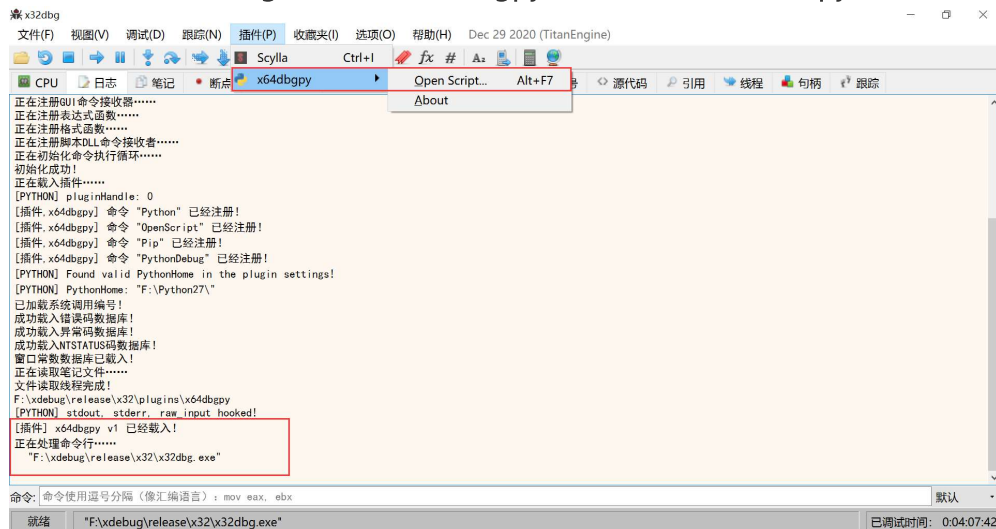 x32dbg
文件(F) 视图(V) 调试(D) 跟踪(N) 插件(P) 收藏夹(I) 选项(O) 帮助(H) Dec 29 2020 (TitanEngine)
Scylla Ctrl+I
x64dbgpy
Open Script... Alt+F7
About
CPU 日志 笔记 断点 源代码 引用 线程 句柄 跟踪
正在注册GUI命令接收器……
正在注册表达式函数……
正在注册格式函数……
正在注册脚本DLL命令接收者……
正在初始化命令执行循环……
初始化成功!
正在载入插件……
[PYTHON] pluginHandle: 0
[插件,x64dbgpy] 命令 "Python" 已经注册!
[插件,x64dbgpy] 命令 "OpenScript" 已经注册!
[插件,x64dbgpy] 命令 "Pip" 已经注册!
[插件,x64dbgpy] 命令 "PythonDebug" 已经注册!
[PYTHON] Found valid PythonHome in the plugin settings!
[PYTHON] PythonHome: "F:\Python27\"
已加载系统调用编号!
成功载入错误码数据库!
成功载入异常码数据库!
成功载入NTSTATUS码数据库!
窗口常数数据库已载入!
正在读取笔记文件……
文件读取线程完成!
F:\xdebug\release\x32\plugins\x64dbgpy
[PYTHON] stdout, stderr, raw_input hooked!
[插件] x64dbgpy v1 已经载入!
正在处理命令行……
"F:\xdebug\release\x32\x32dbg.exe"
命令: 命令使用逗号分隔（像汇编语言）: mov eax, ebx 默认
就绪 "F:\xdebug\release\x32\x32dbg.exe" 已调试时间: 0:04:07:42